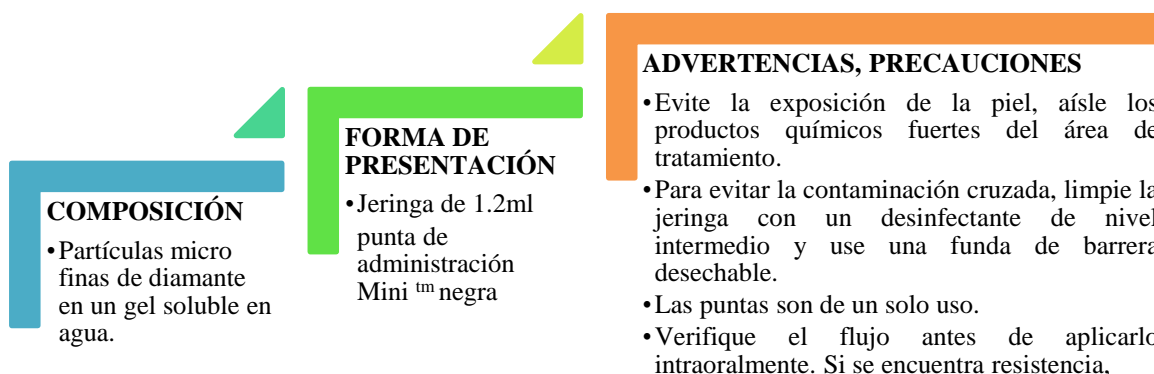 COMPOSICIÓN
•Partículas micro
finas de diamante
en un gel soluble en
agua.
FORMA DE
PRESENTACIÓN
•Jeringa de 1.2ml
punta de
administración
Mini tm negra
ADVERTENCIAS, PRECAUCIONES
•Evite la exposición de la piel, aísle los
productos químicos fuertes del área de
tratamiento.
•Para evitar la contaminación cruzada, limpie la
jeringa con un desinfectante de nivel
intermedio y use una funda de barrera
desechable.
•Las puntas son de un solo uso.
•Verifique el flujo antes de aplicarlo
intraoralmente. Si se encuentra resistencia,